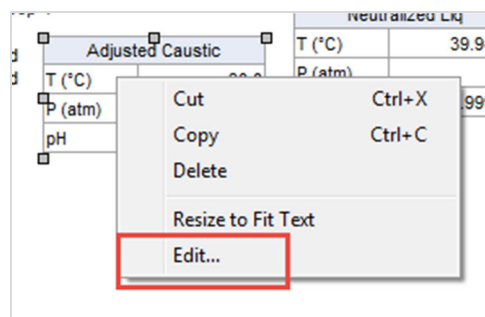 Neutralized Liq
Adjusted Caustic
T (°C)
39.9
T (°C)
P (atm)
P (atm)
pH
Cut Ctrl+X
Copy Ctrl+C
Delete
Resize to Fit Text
Edit...